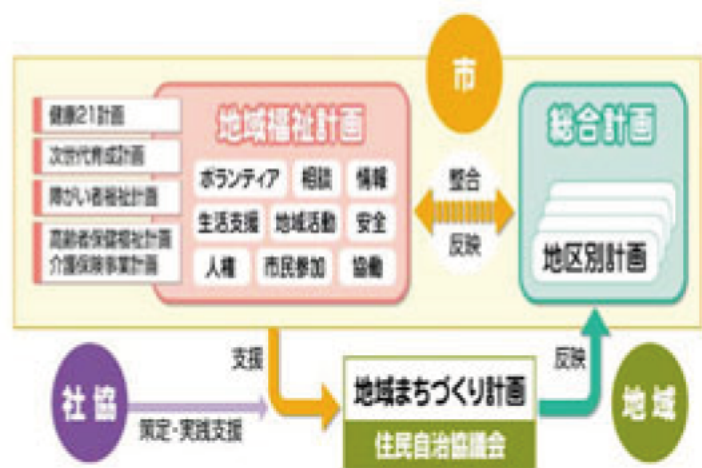 市
健康21計画
次世代育成計画
障がい者福祉計画
高齢者保健福祉計画
介護保険事業計画
地域福祉計画
ボランティア 相談 情報
生活支援 地域活動 安全
人権 市民参加 協働
整合
反映
総合計画
地区別計画
社協
支援
策定・実践支援
地域まちづくり計画
住民自治協議会
反映
地域